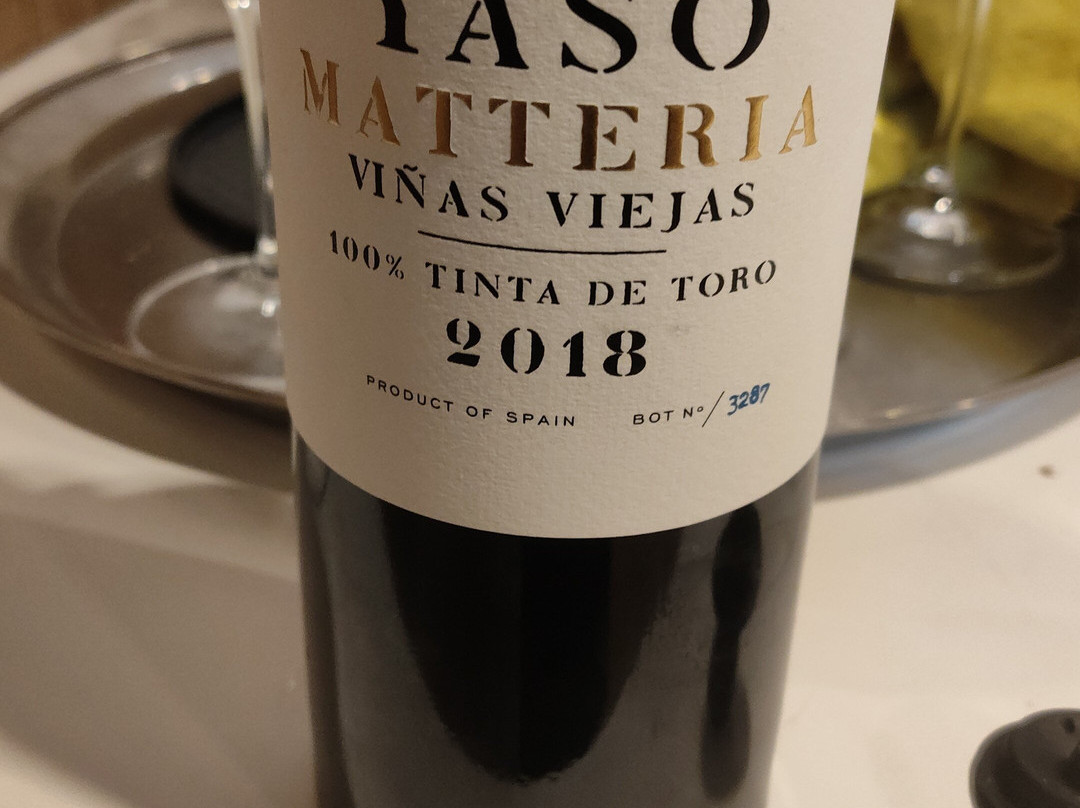 YASO
MATTERIA
VIÑAS VIEJAS
100% TINTA DE TORO
2018
PRODUCT OF SPAIN BOT Nº/ 3287